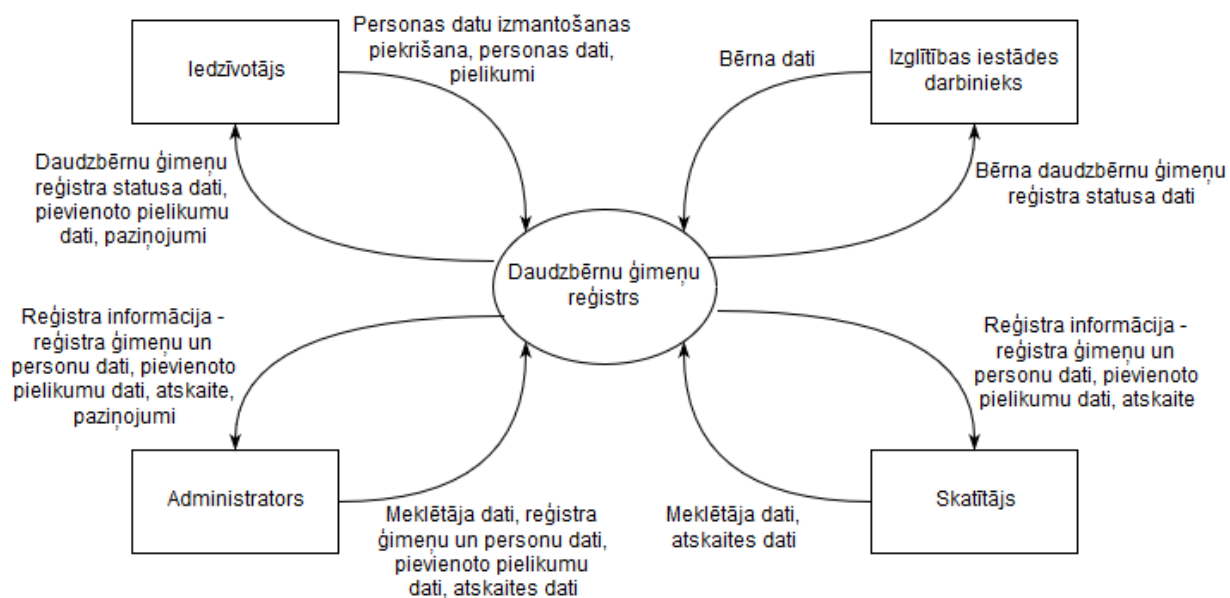 Iedzīvotājs
Personas datu izmantošanas
piekrišana, personas dati,
pielikumi
Bērna dati
Izglītības iestādes
darbinieks
Daudzbērnu ģimeņu
reģistra statusa dati,
pievienoto pielikumu
dati, paziņojumi
Bērna daudzbērnu ģimeņu
reģistra statusa dati
Daudzbērnu ģimeņu
reģistrs
Reģistra informācija -
reģistra ģimeņu un
personu dati, pievienoto
pielikumu dati, atskaite,
paziņojumi
Reģistra informācija -
reģistra ģimeņu un
personu dati, pievienoto
pielikumu dati, atskaite
Administrators
Meklētāja dati, reģistra
ģimeņu un personu dati,
pievienoto pielikumu
dati, atskaites dati
Meklētāja dati,
atskaites dati
Skatītājs